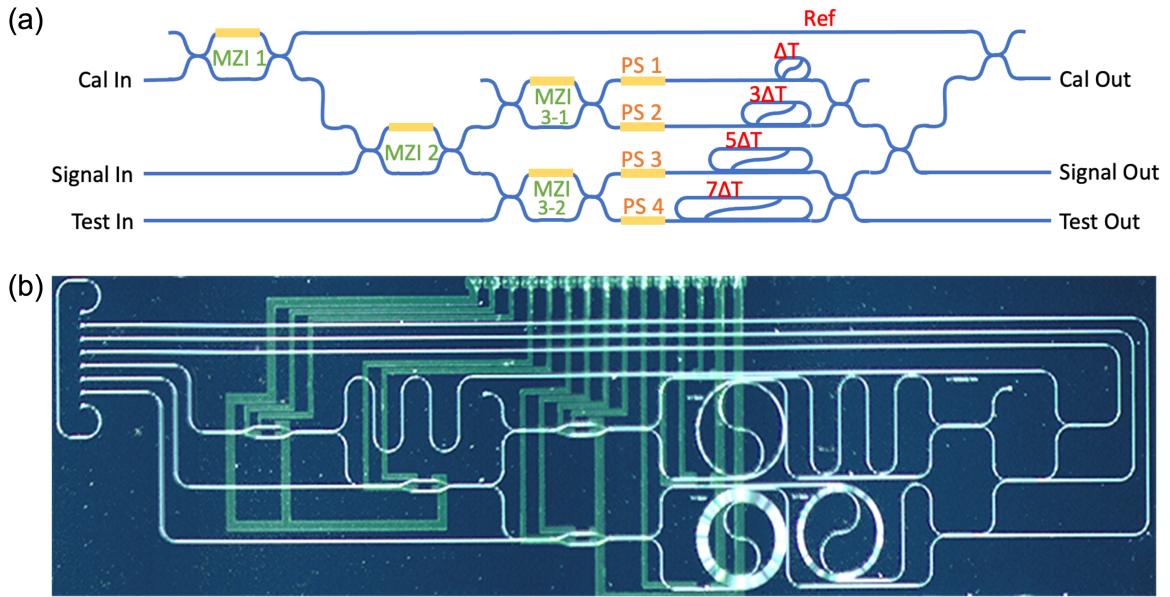 (a)
Ref
MZI 1
ΔT
Cal In
PS 1
Cal Out
MZI
3-1
3ΔT
PS 2
MZI 2
5ΔT
Signal In
MZI
3-2
PS 3
Signal Out
7ΔT
PS 4
Test In
Test Out
(b)